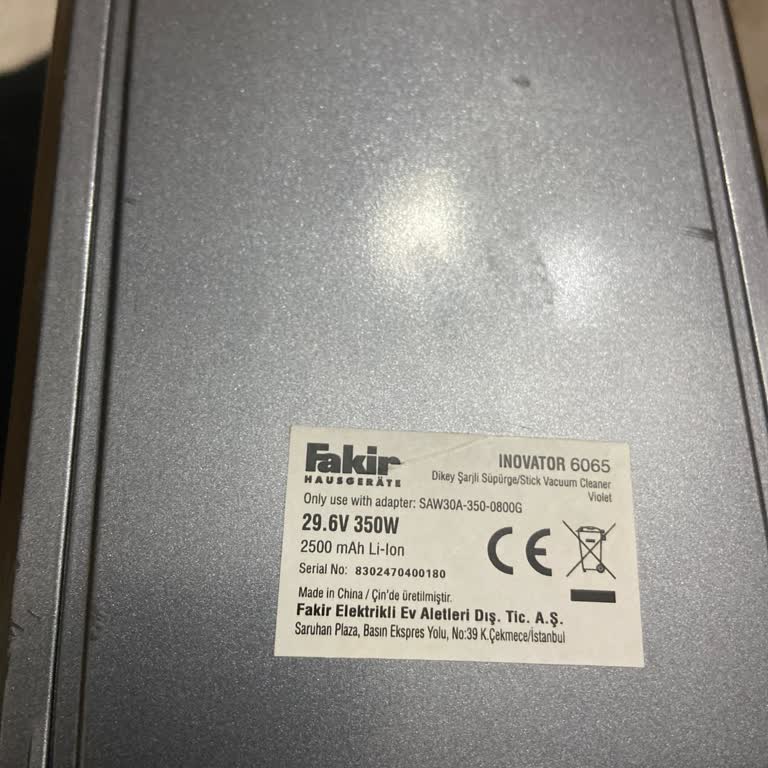 Fakir
HAUSGERÄTE
INOVATOR 6065
Dikey Şarjli Süpürge/Stick Vacuum Cleaner
Violet
Only use with adapter: SAW30A-350-0800G
29.6V 350W
2500 mAh Li-Ion
Serial No: 8302470400180
CE
Made in China / Çin'de üretilmiştir.
Fakir Elektrikli Ev Aletleri Dış. Tic. A.Ş.
Saruhan Plaza, Basın Ekspres Yolu, No:39 K.Çekmece/İstanbul